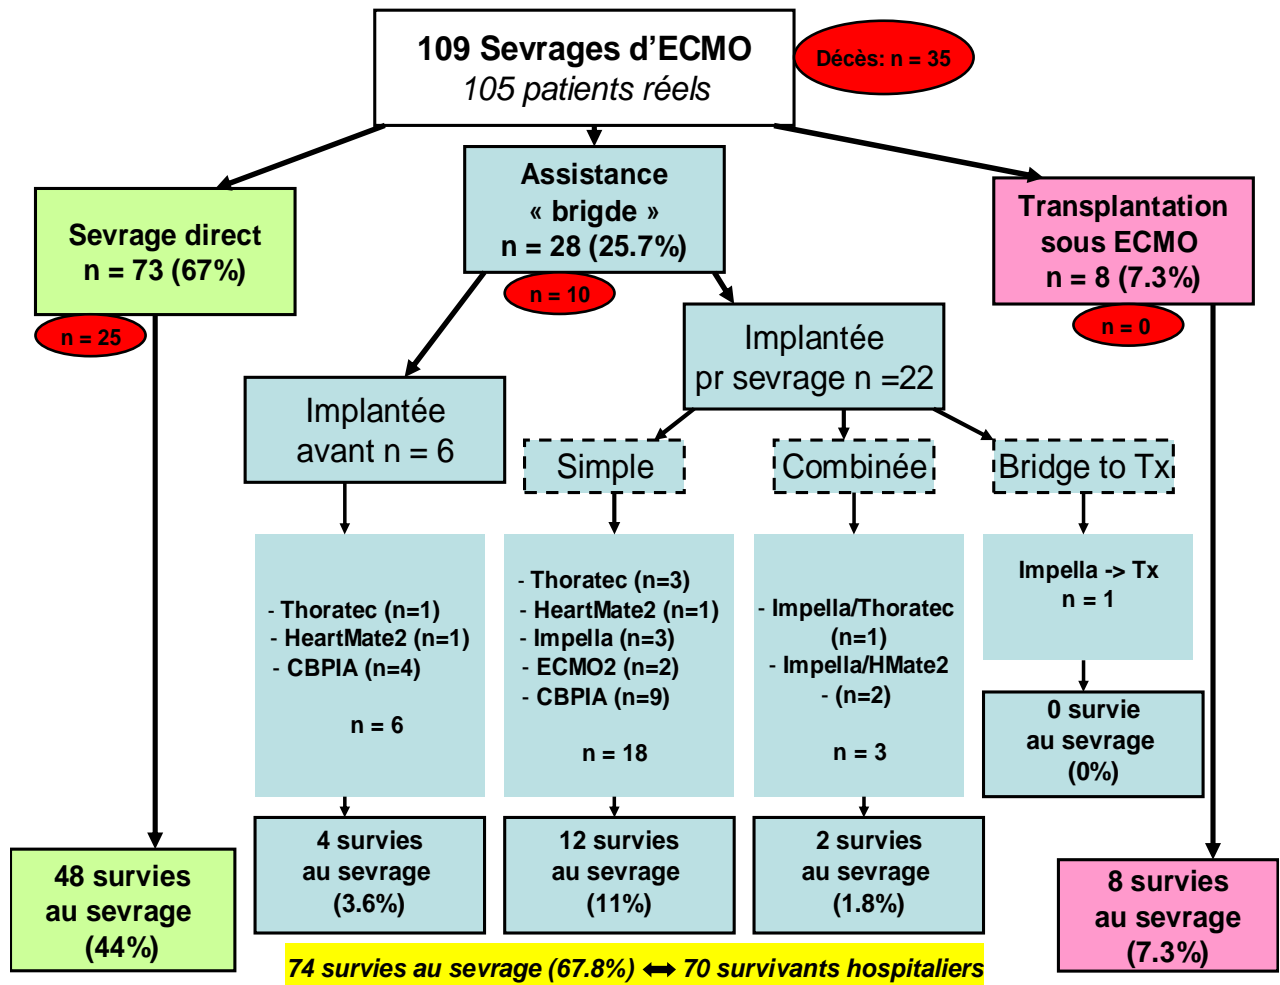 109 Sevrages d’ECMO
105 patients réels
Décès: n = 35
Sevrage direct
n = 73 (67%)
n = 25
Assistance
« brigde »
n = 28 (25.7%)
n = 10
Transplantation
sous ECMO
n = 8 (7.3%)
n = 0
Implantée
avant n = 6
Implantée
pr sevrage n =22
Simple
Combinée
Bridge to Tx
- Thoratec (n=1)
- HeartMate2 (n=1)
- CBPIA (n=4)
n = 6
- Thoratec (n=3)
- HeartMate2 (n=1)
- Impella (n=3)
- ECMO2 (n=2)
- CBPIA (n=9)
n = 18
- Impella/Thoratec
(n=1)
- Impella/HMate2
- (n=2)
n = 3
Impella -> Tx
n = 1
0 survie
au sevrage
(0%)
48 survies
au sevrage
(44%)
4 survies
au sevrage
(3.6%)
12 survies
au sevrage
(11%)
2 survies
au sevrage
(1.8%)
8 survies
au sevrage
(7.3%)
74 survies au sevrage (67.8%) ⬌ 70 survivants hospitaliers